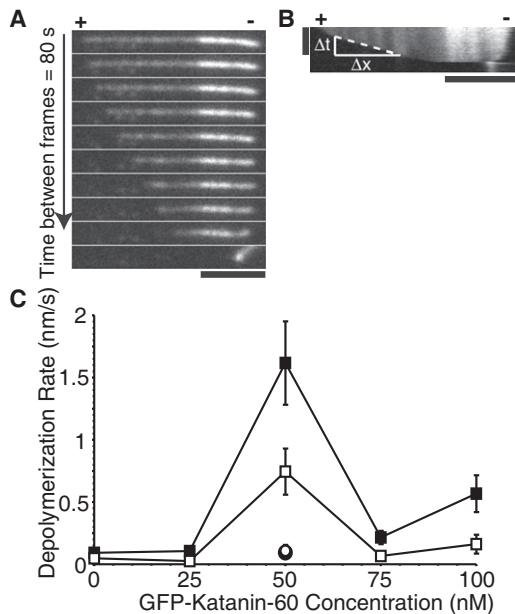 A
+ -
Time between frames = 80 s
B
+ -
Δt
Δx
C
Depolymerization Rate (nm/s)
2
1.5
1
0.5
0
0 25 50 75 100
GFP-Katanin-60 Concentration (nM)